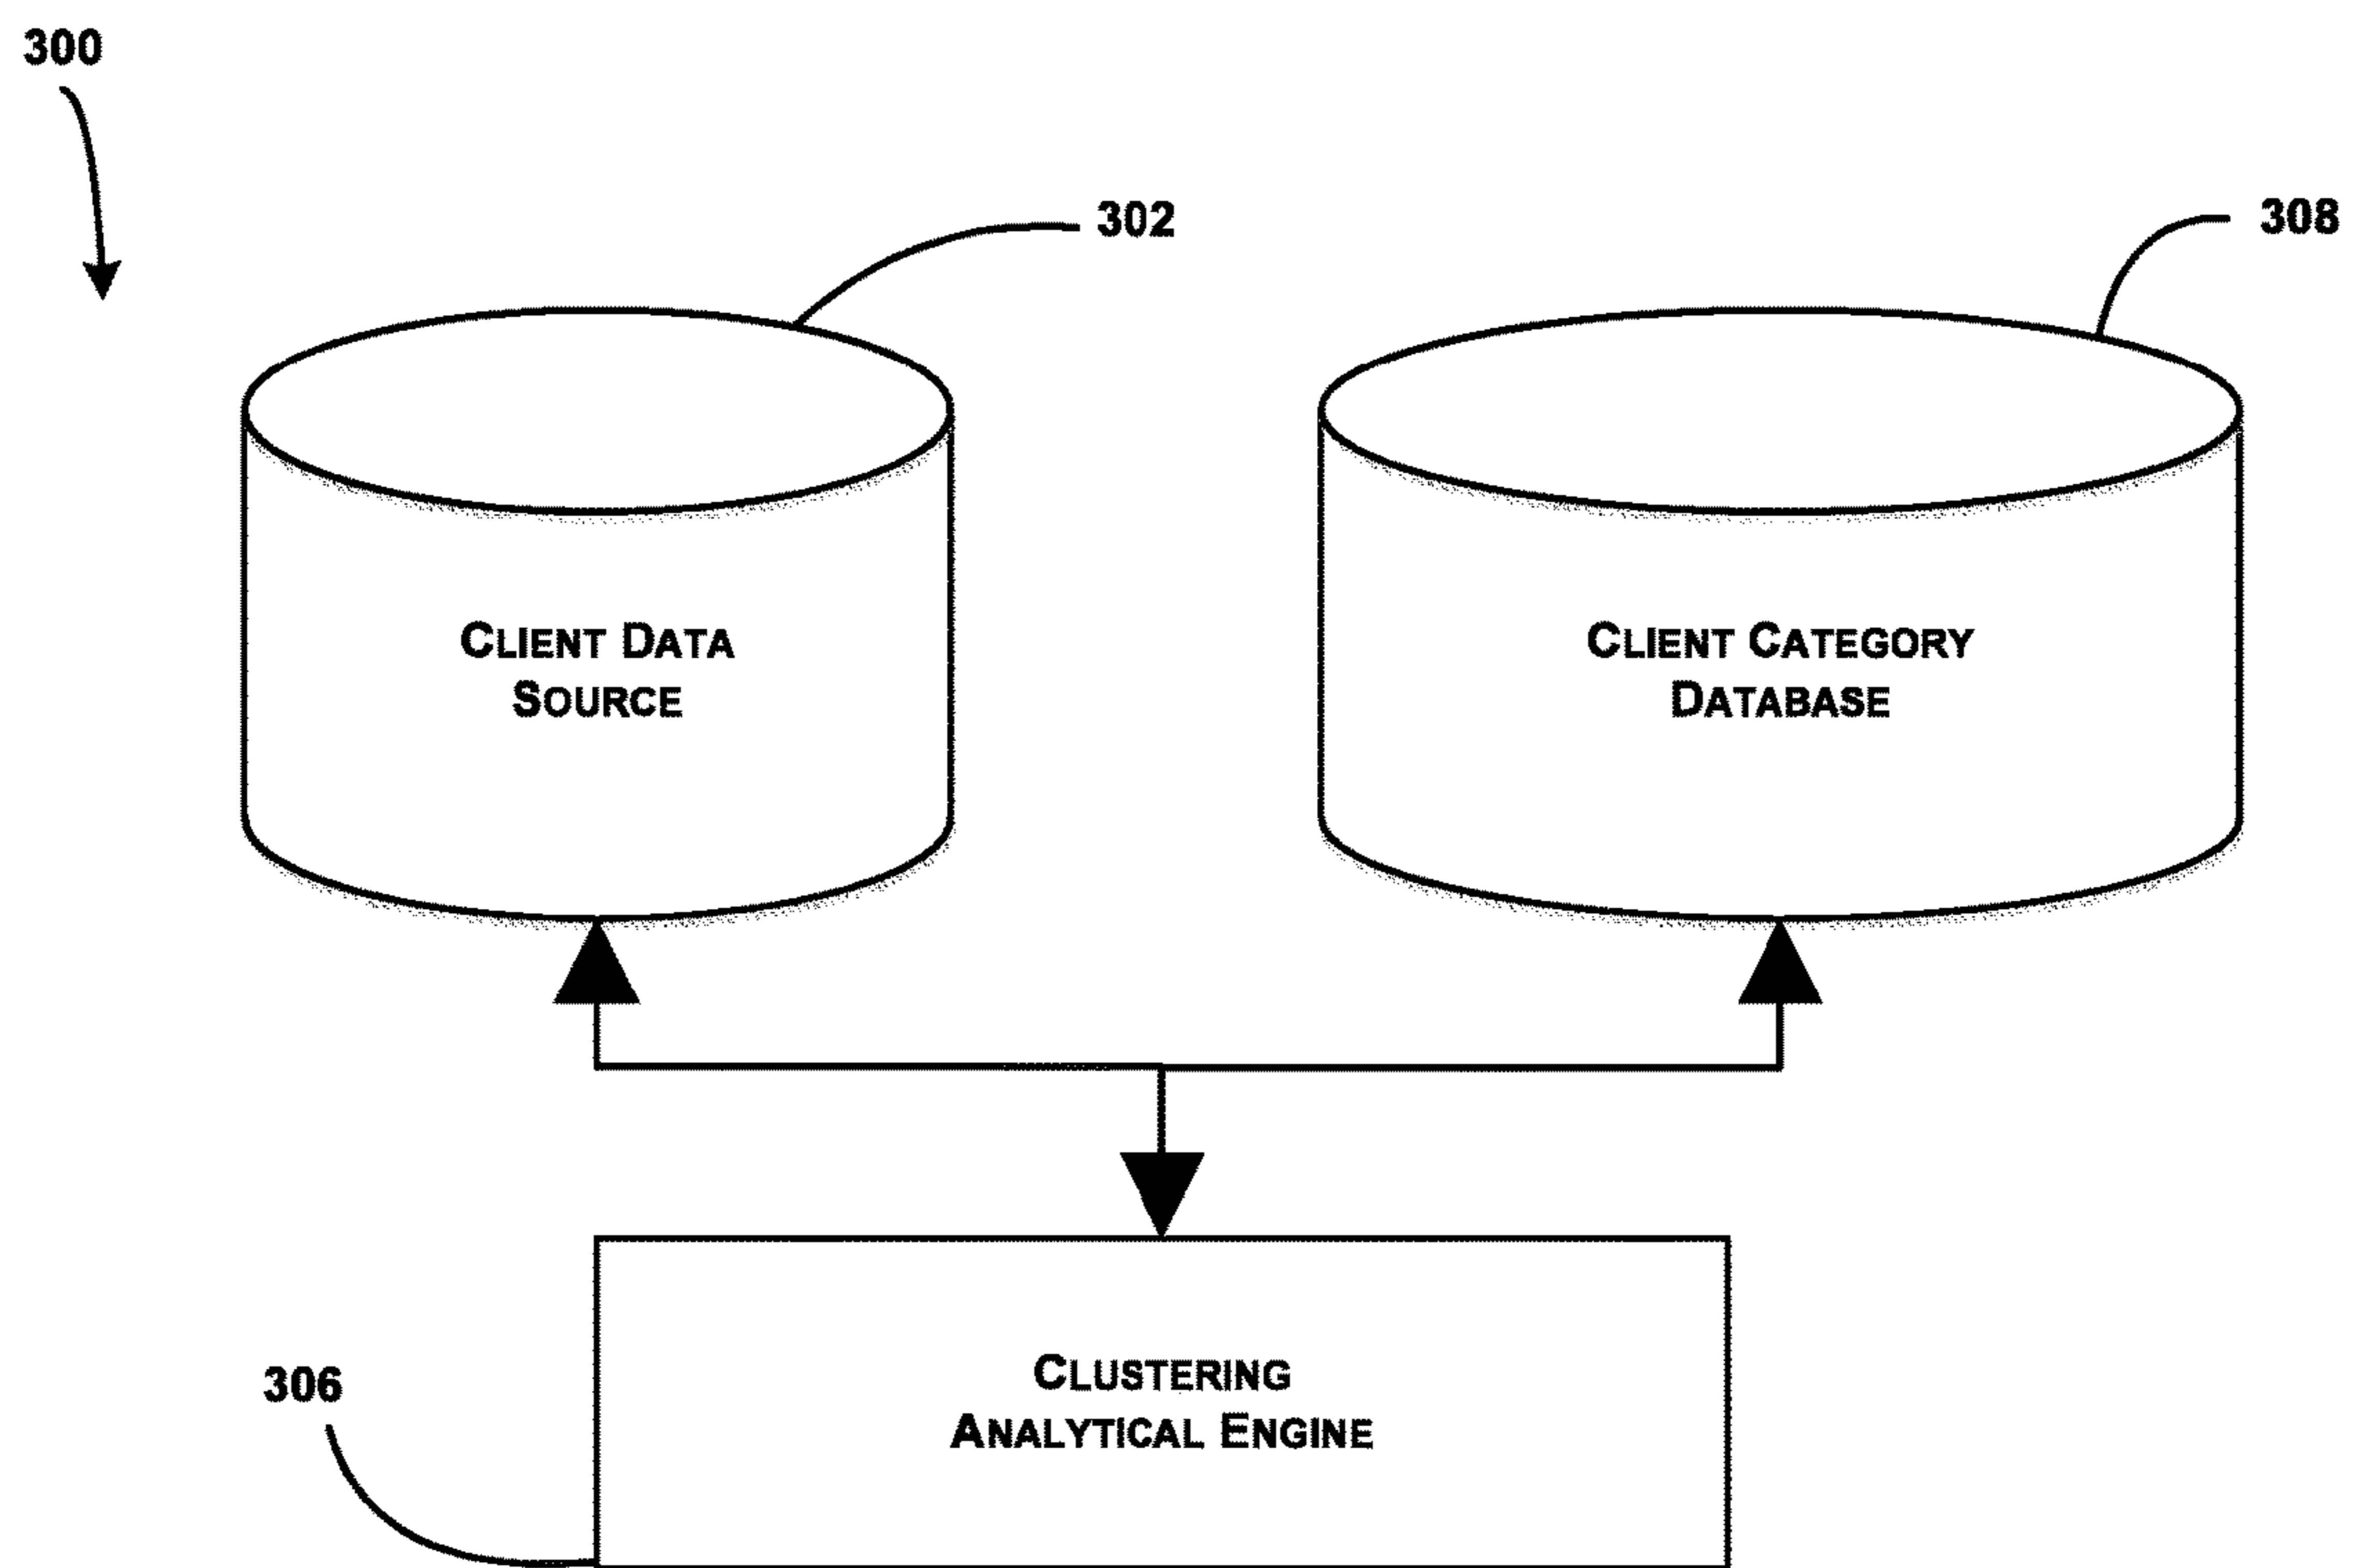 300
302
308
CLIENT DATA
SOURCE
CLIENT CATEGORY
DATABASE
306
CLUSTERING
ANALYTICAL ENGINE